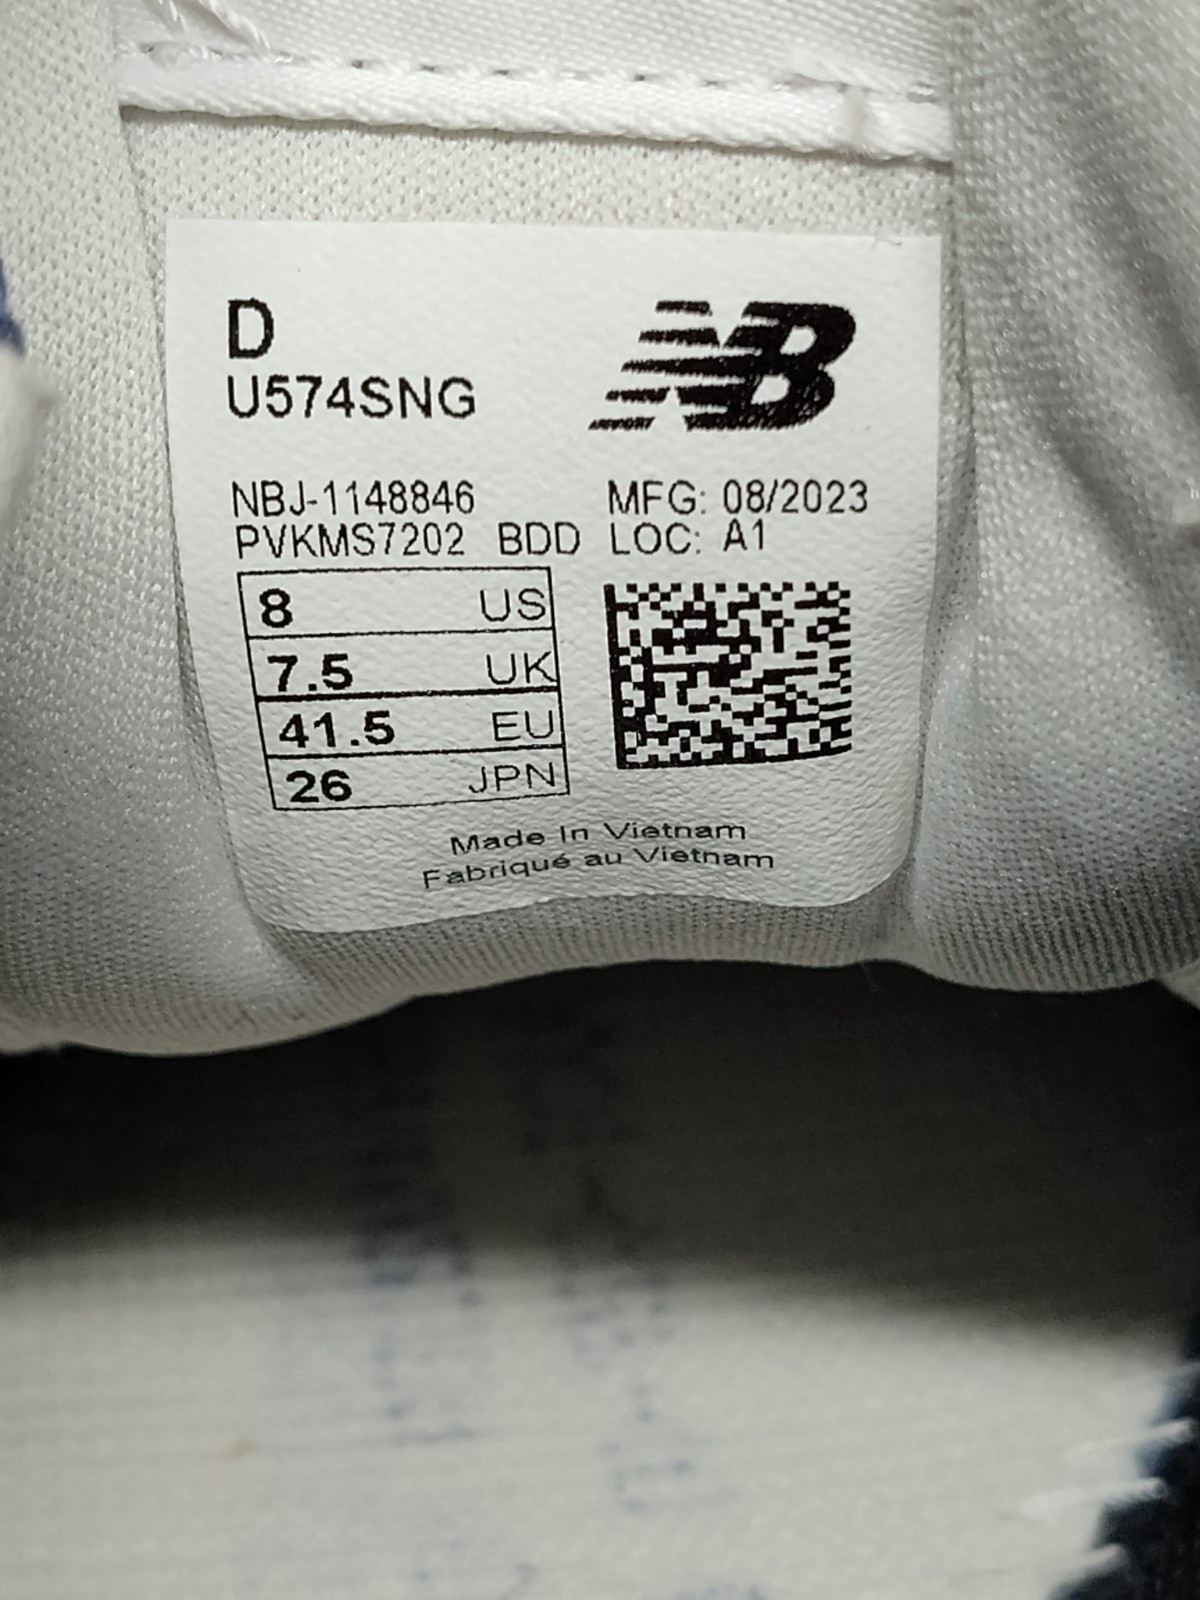 D
U574SNG
NB
NBJ-1148846 MFG: 08/2023
PVKMS7202 BDD LOC: A1
8 US
7.5 UK
41.5 EU
26 JPN
Made In Vietnam
Fabriqué au Vietnam